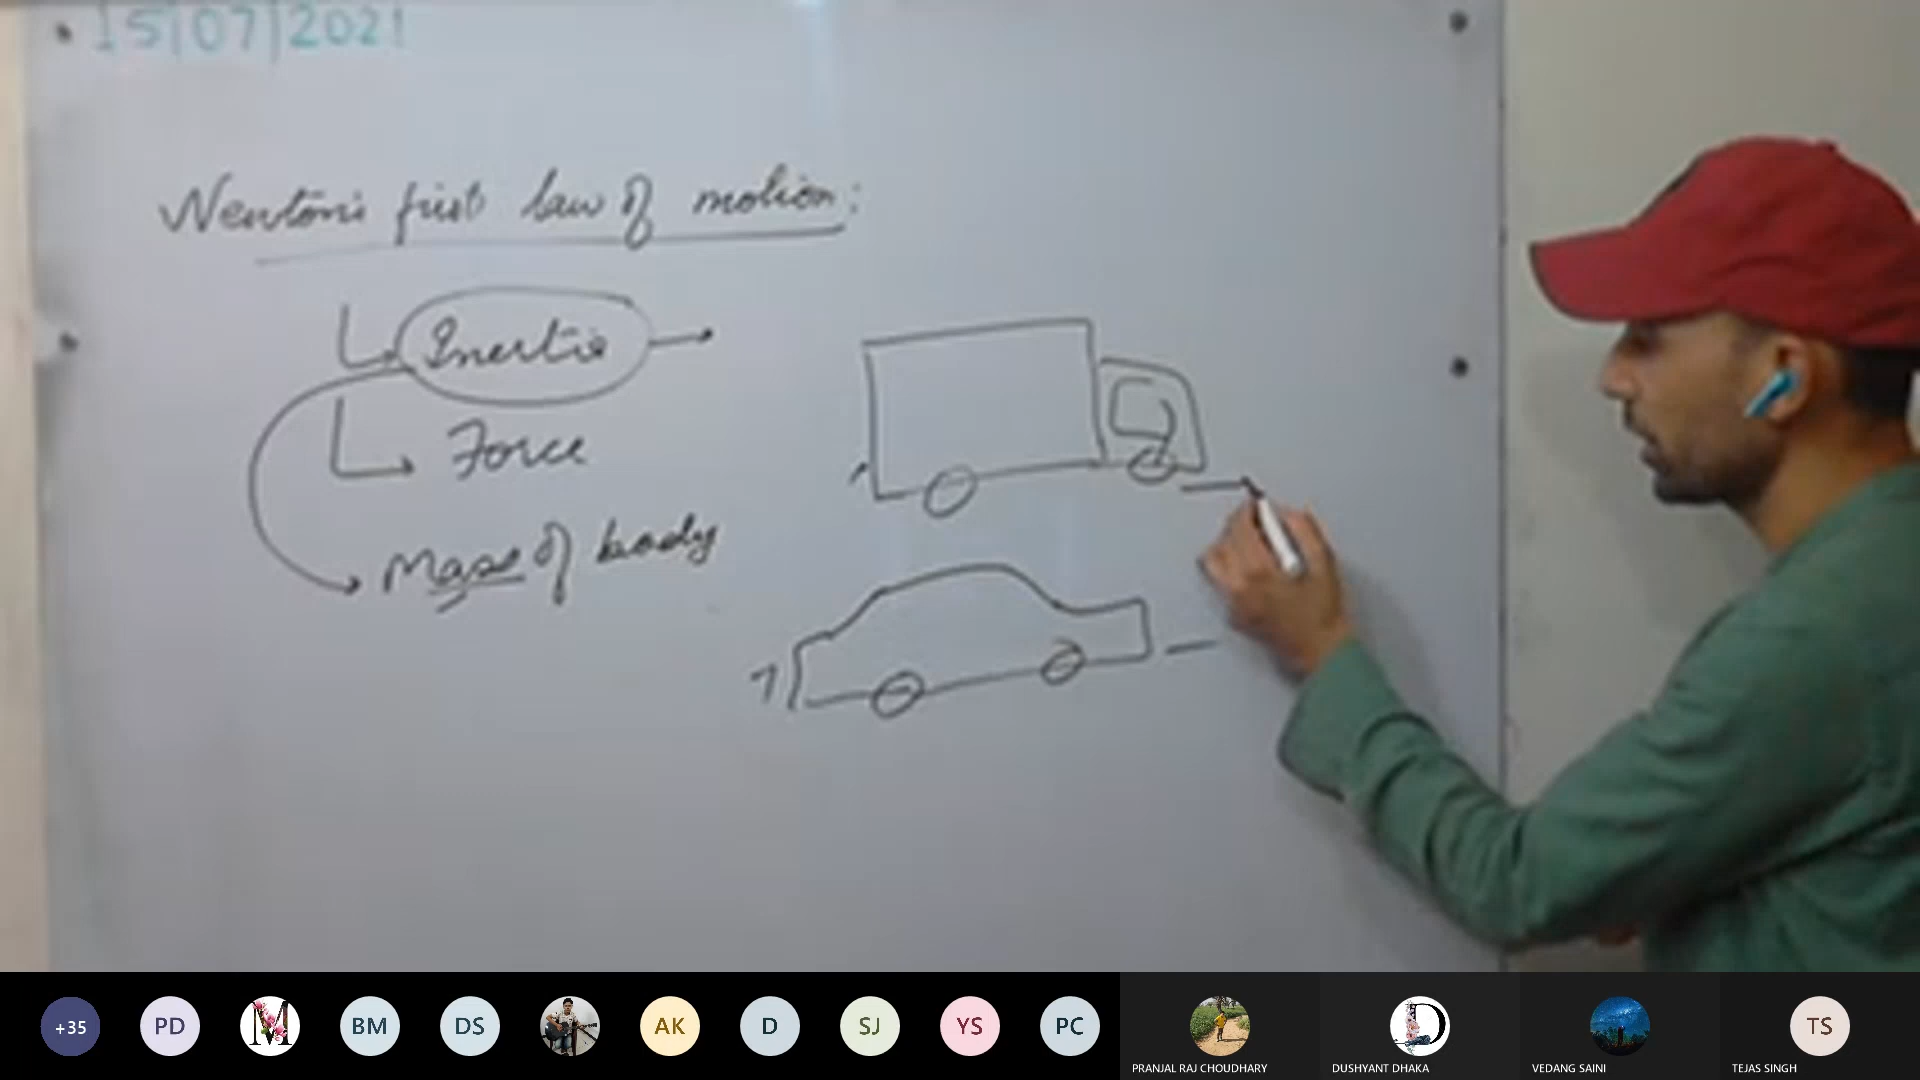 15/07/2021
Newton's first law of motion:
Inertia
Force
Mass of body
+35
PD
M
BM
DS
AK
D
SJ
YS
PC
D
TS
PRANJAL RAJ CHOUDHARY
DUSHYANT DHAKA
VEDANG SAINI
TEJAS SINGH